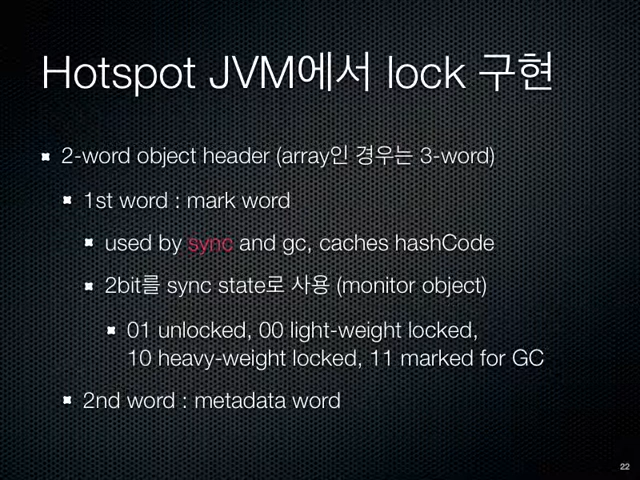 Hotspot JVM에서 lock 구현
2-word object header (array인 경우는 3-word)
1st word : mark word
used by sync and gc, caches hashCode
2bit를 sync state로 사용 (monitor object)
01 unlocked, 00 light-weight locked,
10 heavy-weight locked, 11 marked for GC
2nd word : metadata word
22